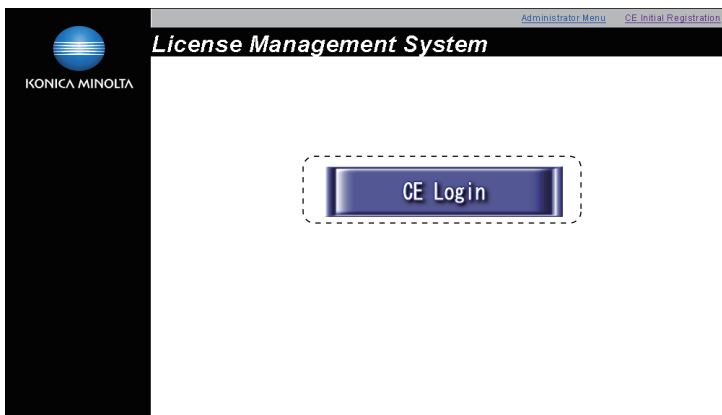 Administrator Menu CE Initial Registration
License Management System
KONICA MINOLTA
CE Login